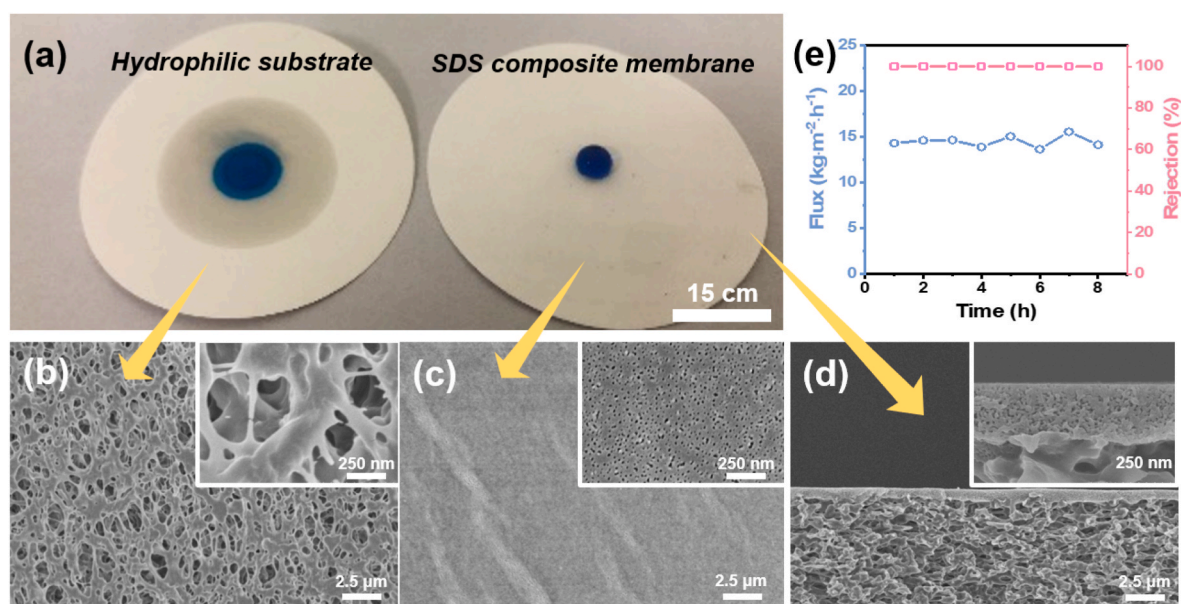 (a)
Hydrophilic substrate
SDS composite membrane
15 cm
(b)
250 nm
2.5 μm
(c)
250 nm
2.5 μm
(d)
250 nm
2.5 μm
(e)
25
20
15
10
5
0
Flux (kg·m⁻²·h⁻¹)
100
80
60
40
20
0
Rejection (%)
0 2 4 6 8
Time (h)